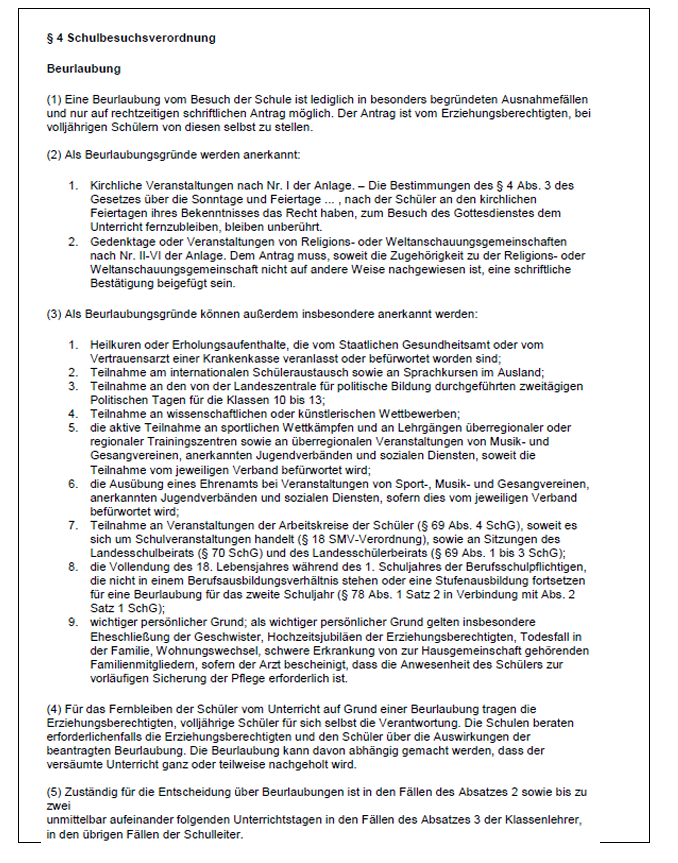 § 4 Schulbesuchsverordnung
Beurlaubung
(1) Eine Beurlaubung vom Besuch der Schule ist lediglich in besonders begründeten Ausnahmefällen
und nur auf rechtzeitigen schriftlichen Antrag möglich. Der Antrag ist vom Erziehungsberechtigten, bei
volljährigen Schülern von diesen selbst zu stellen.
(2) Als Beurlaubungsgründe werden anerkannt:
1. Kirchliche Veranstaltungen nach Nr. I der Anlage. – Die Bestimmungen des § 4 Abs. 3 des
Gesetzes über die Sonntage und Feiertage ... , nach der Schüler an den kirchlichen
Feiertagen ihres Bekenntnisses das Recht haben, zum Besuch des Gottesdienstes dem
Unterricht fernzubleiben, bleiben unberührt.
2. Gedenktage oder Veranstaltungen von Religions- oder Weltanschauungsgemeinschaften
nach Nr. II-VI der Anlage. Dem Antrag muss, soweit die Zugehörigkeit zu der Religions- oder
Weltanschauungsgemeinschaft nicht auf andere Weise nachgewiesen ist, eine schriftliche
Bestätigung beigefügt sein.
(3) Als Beurlaubungsgründe können außerdem insbesondere anerkannt werden:
1. Heilkuren oder Erholungsaufenthalte, die vom Staatlichen Gesundheitsamt oder vom
Vertrauensarzt einer Krankenkasse veranlasst oder befürwortet worden sind;
2. Teilnahme am internationalen Schüleraustausch sowie an Sprachkursen im Ausland;
3. Teilnahme an den von der Landeszentrale für politische Bildung durchgeführten zweitägigen
Politischen Tagen für die Klassen 10 bis 13;
4. Teilnahme an wissenschaftlichen oder künstlerischen Wettbewerben;
5. die aktive Teilnahme an sportlichen Wettkämpfen und an Lehrgängen überregionaler oder
regionaler Trainingszentren sowie an überregionalen Veranstaltungen von Musik- und
Gesangvereinen, anerkannten Jugendverbänden und sozialen Diensten, soweit die
Teilnahme vom jeweiligen Verband befürwortet wird;
6. die Ausübung eines Ehrenamts bei Veranstaltungen von Sport-, Musik- und Gesangvereinen,
anerkannten Jugendverbänden und sozialen Diensten, sofern dies vom jeweiligen Verband
befürwortet wird;
7. Teilnahme an Veranstaltungen der Arbeitskreise der Schüler (§ 69 Abs. 4 SchG), soweit es
sich um Schulveranstaltungen handelt (§ 18 SMV-Verordnung), sowie an Sitzungen des
Landesschulbeirats (§ 70 SchG) und des Landesschülerbeirats (§ 69 Abs. 1 bis 3 SchG);
8. die Vollendung des 18. Lebensjahres während des 1. Schuljahres der Berufsschulpflichtigen,
die nicht in einem Berufsausbildungsverhältnis stehen oder eine Stufenausbildung fortsetzen
für eine Beurlaubung für das zweite Schuljahr (§ 78 Abs. 1 Satz 2 in Verbindung mit Abs. 2
Satz 1 SchG);
9. wichtiger persönlicher Grund; als wichtiger persönlicher Grund gelten insbesondere
Eheschließung der Geschwister, Hochzeitsjubiläen der Erziehungsberechtigten, Todesfall in
der Familie, Wohnungswechsel, schwere Erkrankung von zur Hausgemeinschaft gehörenden
Familienmitgliedern, sofern der Arzt bescheinigt, dass die Anwesenheit des Schülers zur
vorläufigen Sicherung der Pflege erforderlich ist.
(4) Für das Fernbleiben der Schüler vom Unterricht auf Grund einer Beurlaubung tragen die
Erziehungsberechtigten, volljährige Schüler für sich selbst die Verantwortung. Die Schulen beraten
erforderlichenfalls die Erziehungsberechtigten und den Schüler über die Auswirkungen der
beantragten Beurlaubung. Die Beurlaubung kann davon abhängig gemacht werden, dass der
versäumte Unterricht ganz oder teilweise nachgeholt wird.
(5) Zuständig für die Entscheidung über Beurlaubungen ist in den Fällen des Absatzes 2 sowie bis zu
zwei
unmittelbar aufeinander folgenden Unterrichtstagen in den Fällen des Absatzes 3 der Klassenlehrer,
in den übrigen Fällen der Schulleiter.